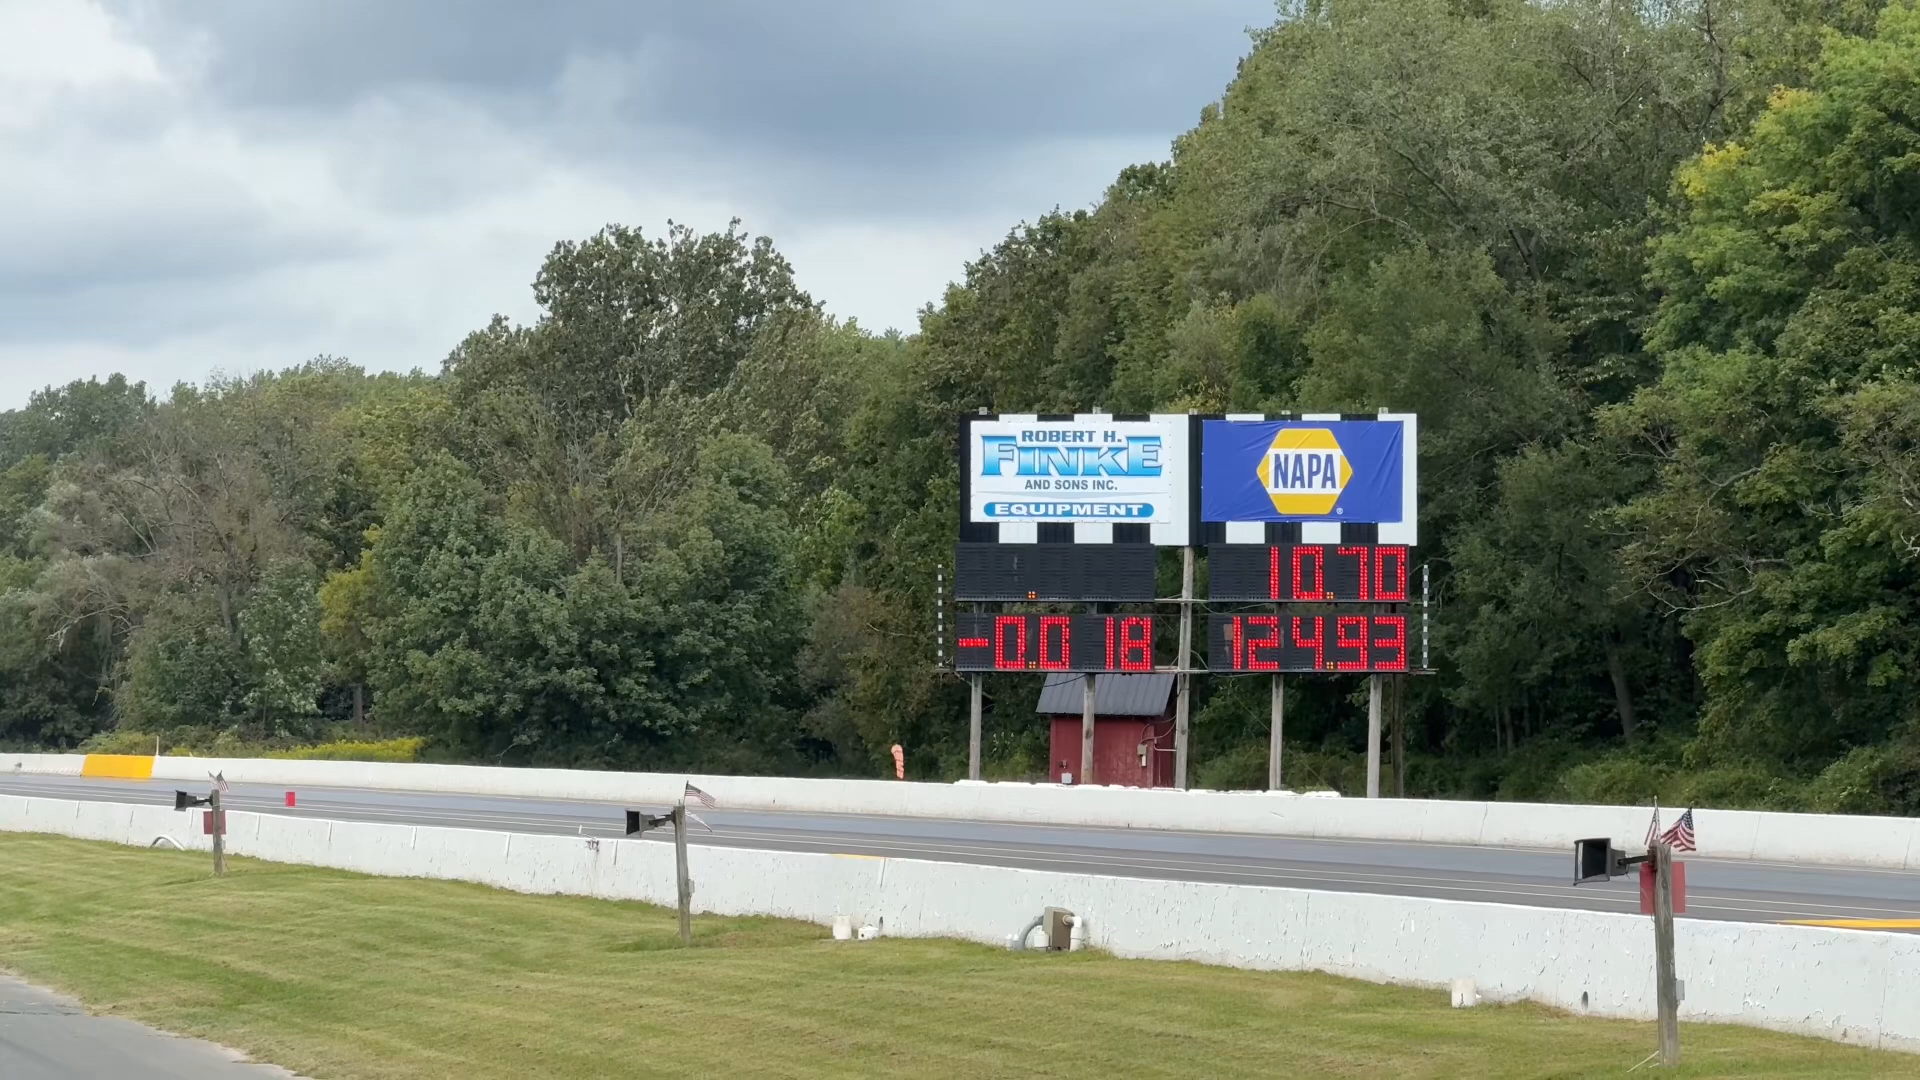 ROBERT H.
FINKE
AND SONS INC.
EQUIPMENT
NAPA
®
10.70
-0.018
124.93